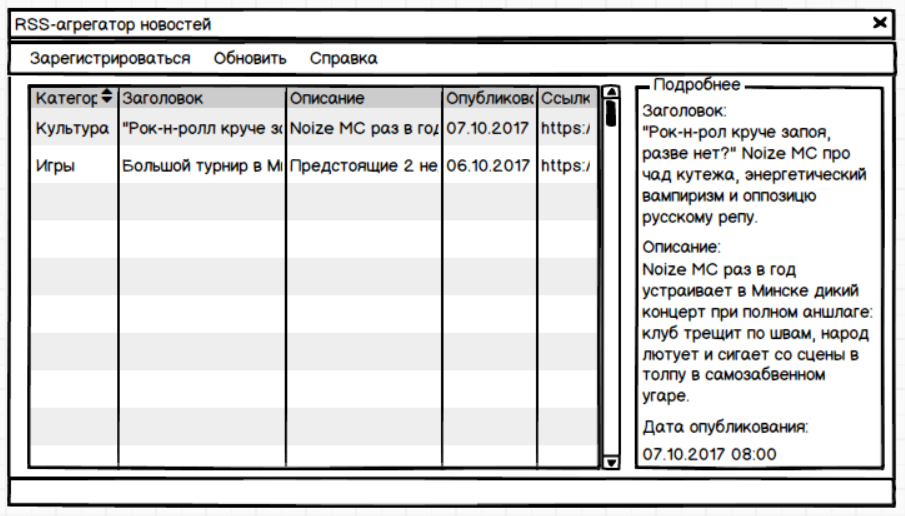 RSS-агрегатор новостей
Зарегистрироваться Обновить Справка
Категор Заголовок Описание Опубликовс Ссылк
Культура "Рок-н-ролл круче зо Noize MC раз в год 07.10.2017 https:/
Игры Большой турнир в Ми Предстоящие 2 не 06.10.2017 https:/
Подробнее
Заголовок:
"Рок-н-рол круче запоя,
разве нет?" Noize MC про
чад кутежа, энергетический
вампиризм и оппозицю
русскому репу.
Описание:
Noize MC раз в год
устраивает в Минске дикий
концерт при полном аншлаге:
клуб трещит по швам, народ
лютует и сигает со сцены в
толпу в самозабвенном
угаре.
Дата опубликования:
07.10.2017 08:00